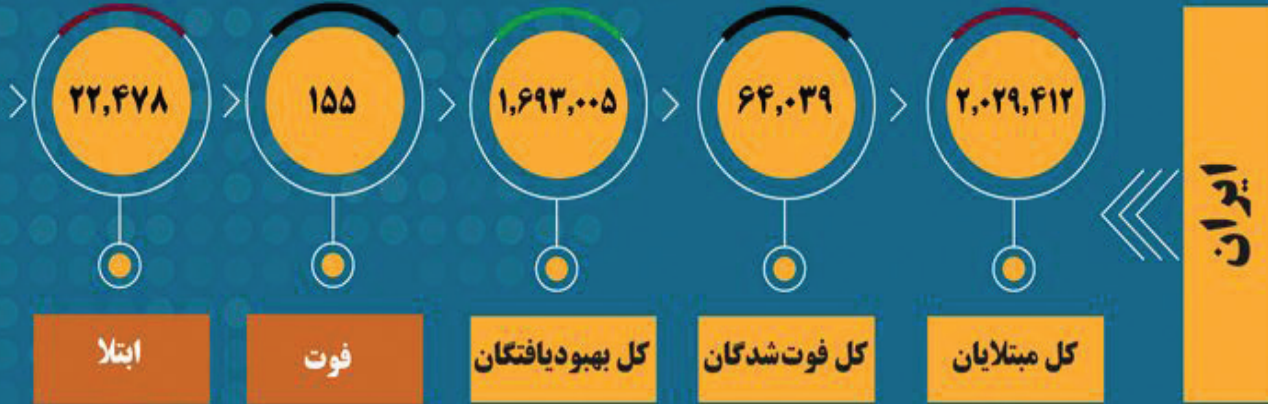 ایران
۲,۰۲۹,۴۱۲
کل مبتلایان
۶۴,۰۳۹
کل فوت‌شدگان
۱,۶۹۳,۰۰۵
کل بهبودیافتگان
۱۵۵
فوت
۲۲,۴۷۸
ابتلا